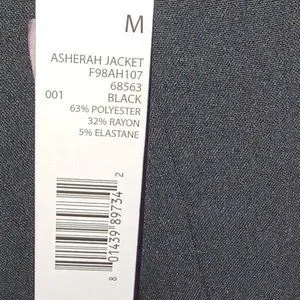 M
ASHERAH JACKET
F98AH107
68563
001 BLACK
63% POLYESTER
32% RAYON
5% ELASTANE
8 01439 89734 2